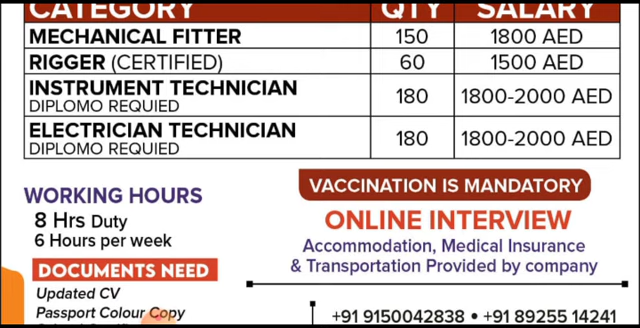 CATEGORY QTY SALARY
MECHANICAL FITTER 150 1800 AED
RIGGER (CERTIFIED) 60 1500 AED
INSTRUMENT TECHNICIAN
DIPLOMO REQUIED 180 1800-2000 AED
ELECTRICIAN TECHNICIAN
DIPLOMO REQUIED 180 1800-2000 AED
WORKING HOURS
8 Hrs Duty
6 Hours per week
DOCUMENTS NEED
Updated CV
Passport Colour Copy
VACCINATION IS MANDATORY
ONLINE INTERVIEW
Accommodation, Medical Insurance
& Transportation Provided by company
+91 9150042838 • +91 89255 14241